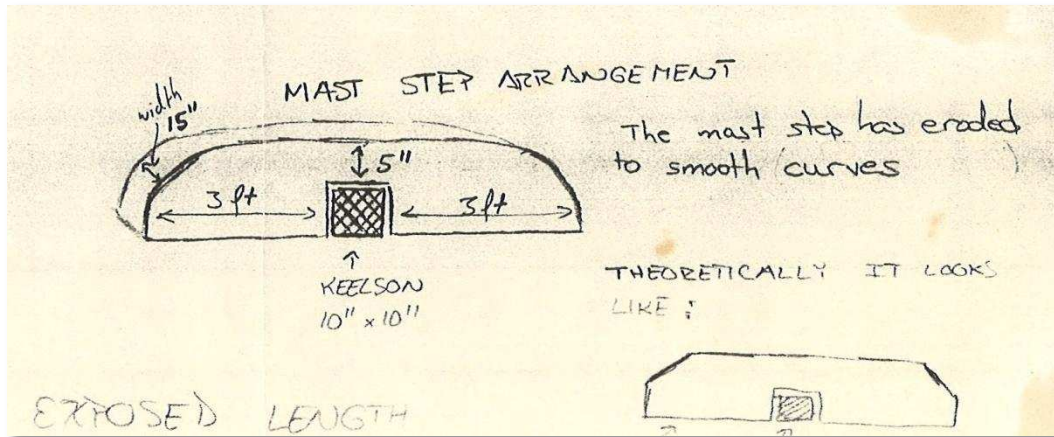 MAST STEP ARRANGEMENT
width
15"
The mast step has eroded
to smooth curves
5"
3 ft
3 ft
KEELSON
10" x 10"
THEORETICALLY IT LOOKS
LIKE :
EXPOSED LENGTH